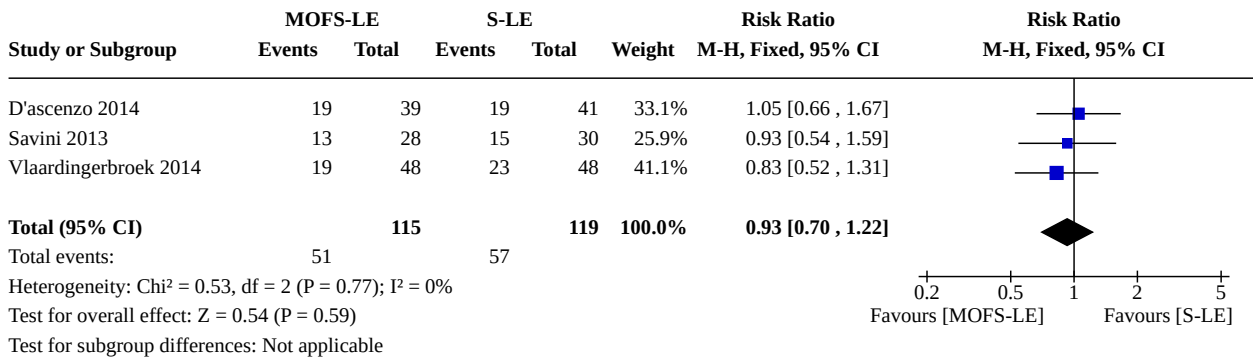 MOFS-LE S-LE Risk Ratio Risk Ratio
Study or Subgroup Events Total Events Total Weight M-H, Fixed, 95% CI M-H, Fixed, 95% CI
D'ascenzo 2014 19 39 19 41 33.1% 1.05 [0.66 , 1.67]
Savini 2013 13 28 15 30 25.9% 0.93 [0.54 , 1.59]
Vlaardingerbroek 2014 19 48 23 48 41.1% 0.83 [0.52 , 1.31]
Total (95% CI) 115 119 100.0% 0.93 [0.70 , 1.22]
Total events: 51 57
Heterogeneity: Chi² = 0.53, df = 2 (P = 0.77); I² = 0%
0.2 0.5 1 2 5
Test for overall effect: Z = 0.54 (P = 0.59)
Favours [MOFS-LE] Favours [S-LE]
Test for subgroup differences: Not applicable